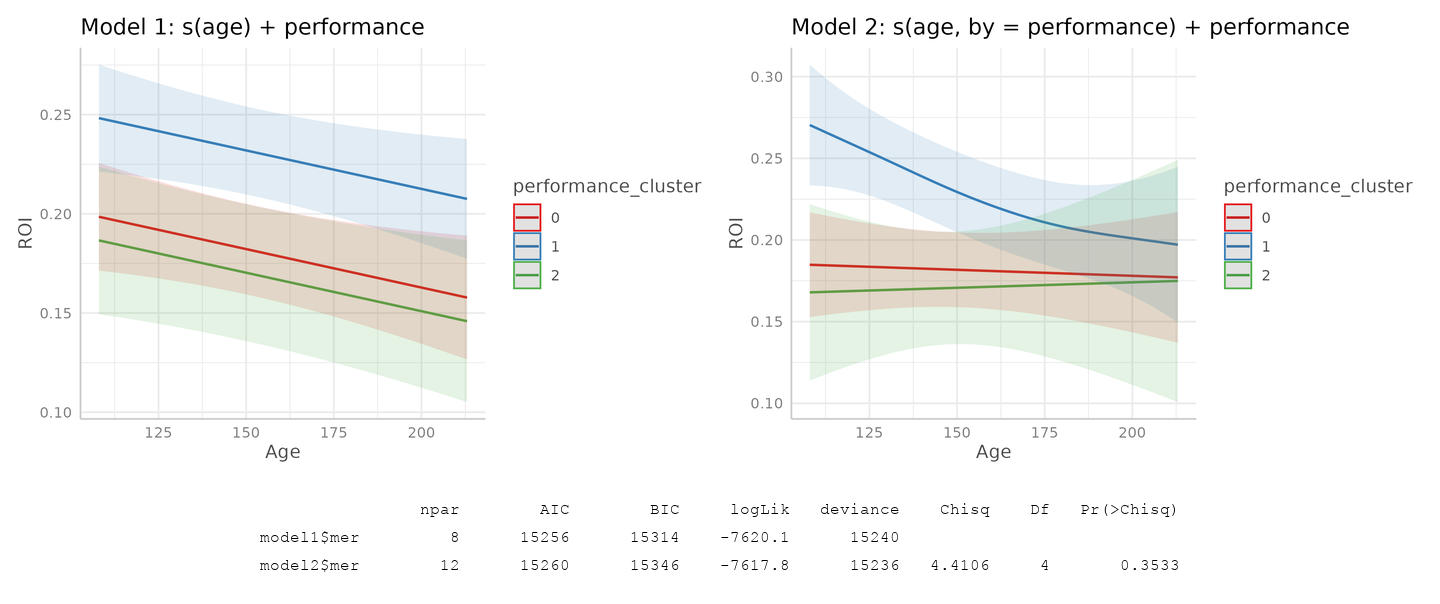 Model 1: s(age) + performance
0.25
0.20
0.15
0.10
ROI
125 150 175 200
Age
performance_cluster
0
1
2
Model 2: s(age, by = performance) + performance
0.30
0.25
0.20
0.15
0.10
ROI
125 150 175 200
Age
performance_cluster
0
1
2
npar AIC BIC logLik deviance Chisq Df Pr(>Chisq)
model1$mer 8 15256 15314 -7620.1 15240
model2$mer 12 15260 15346 -7617.8 15236 4.4106 4 0.3533